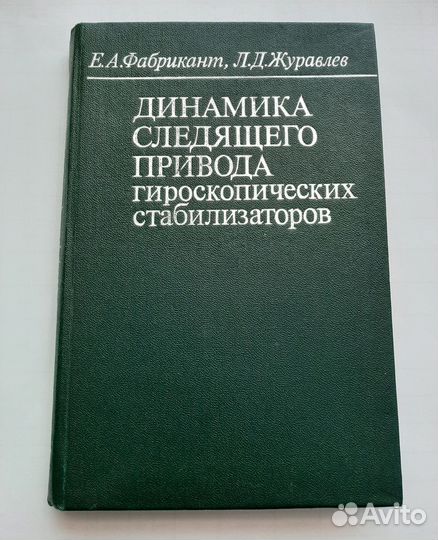 Е.А.Фабрикант, Л.Д.Журавлев
ДИНАМИКА
СЛЕДЯЩЕГО
ПРИВОДА
гироскопических
стабилизаторов
Avito